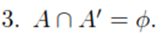 3. A ∩ A′ = ϕ.